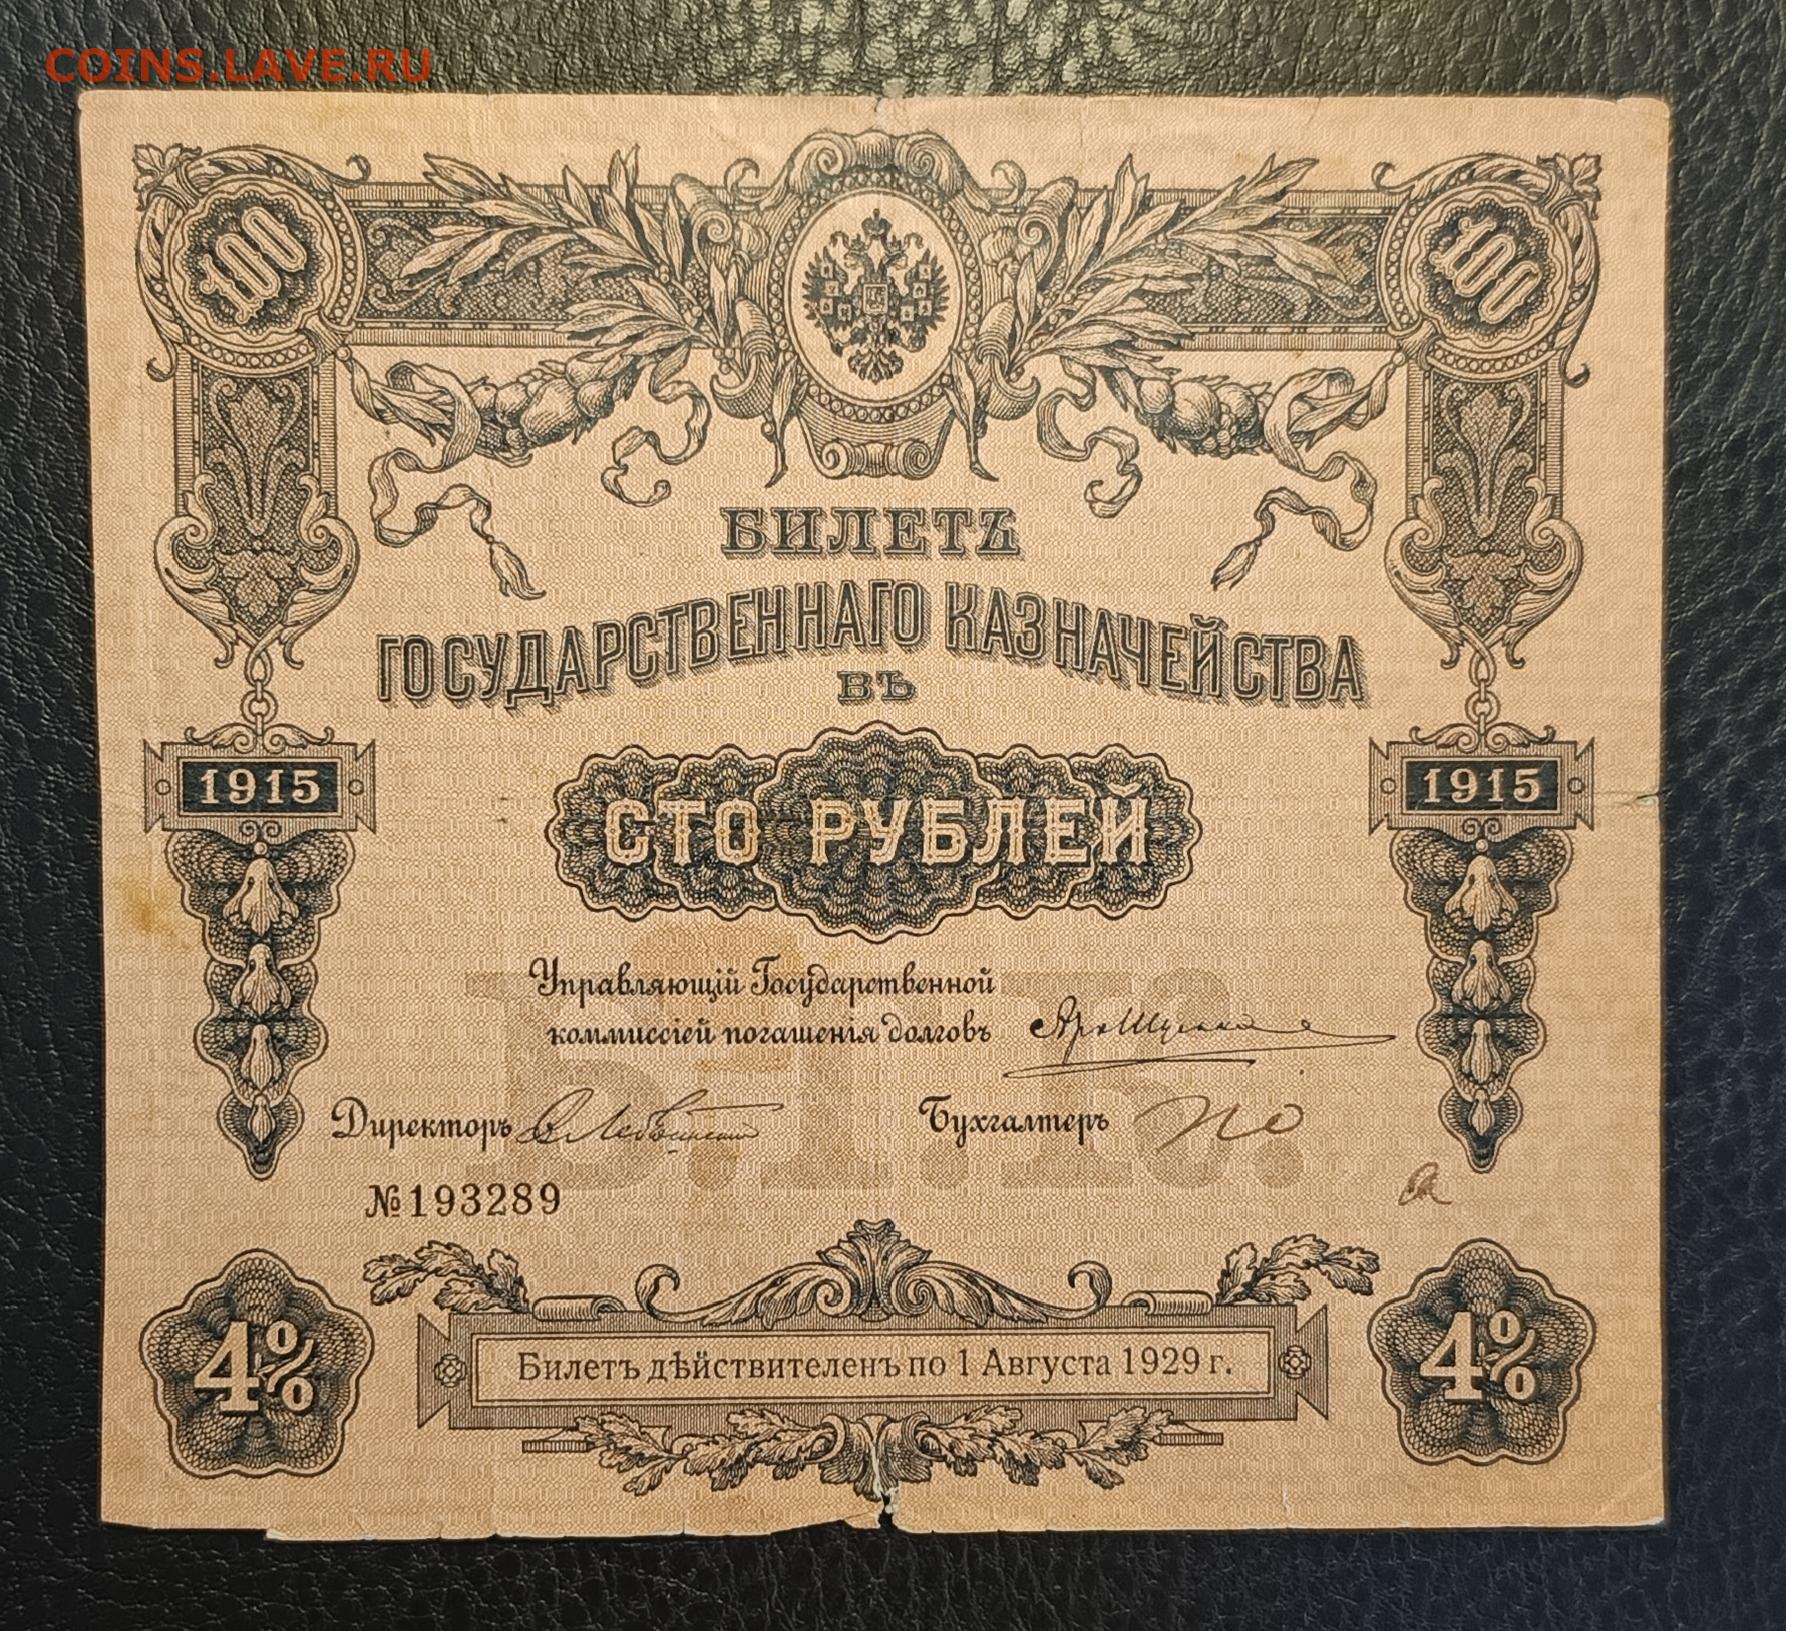 COINS.LAVE.RU
100 100
БИЛЕТЪ
ГОСУДАРСТВЕННАГО КАЗНАЧЕЙСТВА
ВЪ
1915 1915
СТО РУБЛЕЙ
Управляющій Государственной
коммиссіей погашенія долговъ
Директоръ Бухгалтеръ
№193289
4% 4%
Билетъ дѣйствителенъ по 1 Августа 1929 г.